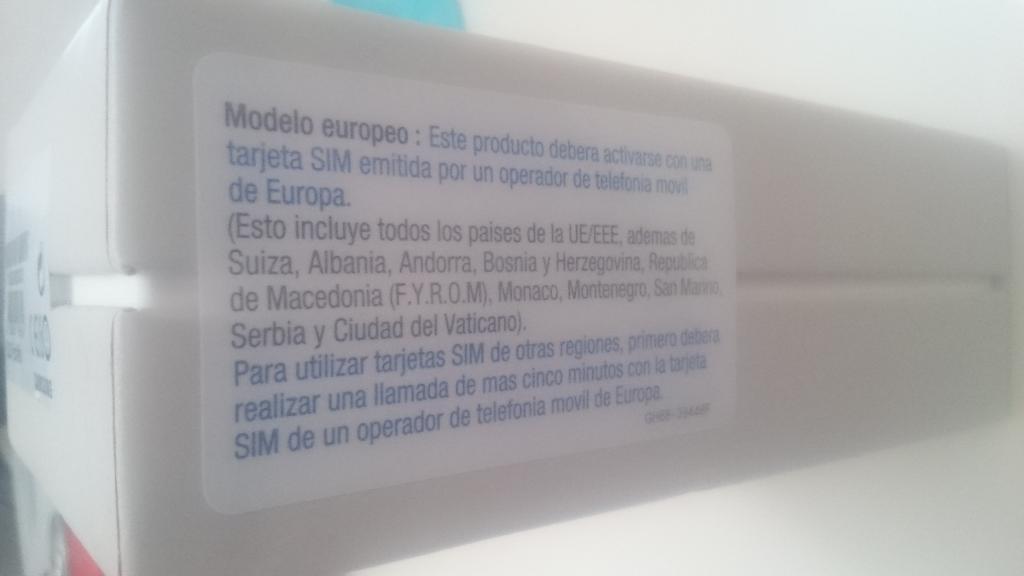 Modelo europeo : Este producto debera activarse con una
tarjeta SIM emitida por un operador de telefonia movil
de Europa.
(Esto incluye todos los paises de la UE/EEE, ademas de
Suiza, Albania, Andorra, Bosnia y Herzegovina, Republica
de Macedonia (F.Y.R.O.M), Monaco, Montenegro, San Marino,
Serbia y Ciudad del Vaticano).
Para utilizar tarjetas SIM de otras regiones, primero debera
realizar una llamada de mas cinco minutos con la tarjeta
SIM de un operador de telefonia movil de Europa.